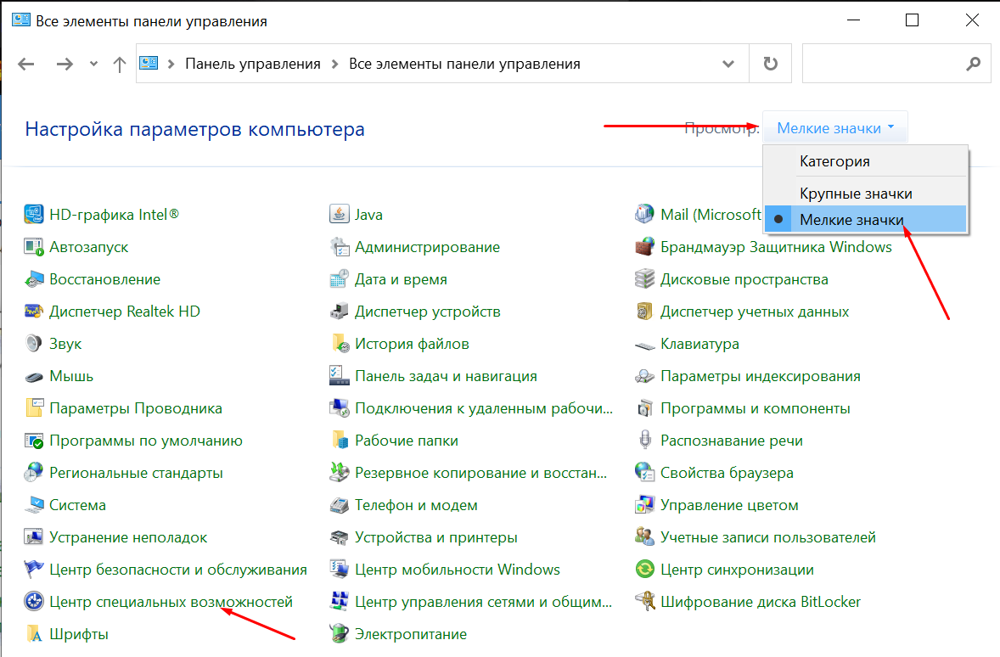 Все элементы панели управления
Панель управления > Все элементы панели управления
Настройка параметров компьютера
Просмотр: Мелкие значки
Категория
Крупные значки
Мелкие значки
HD-графика Intel® Java Mail (Microsoft
Автозапуск Администрирование Брандмауэр Защитника Windows
Восстановление Дата и время Дисковые пространства
Диспетчер Realtek HD Диспетчер устройств Диспетчер учетных данных
Звук История файлов Клавиатура
Мышь Панель задач и навигация Параметры индексирования
Параметры Проводника Подключения к удаленным рабочи... Программы и компоненты
Программы по умолчанию Рабочие папки Распознавание речи
Региональные стандарты Резервное копирование и восстан... Свойства браузера
Система Телефон и модем Управление цветом
Устранение неполадок Устройства и принтеры Учетные записи пользователей
Центр безопасности и обслуживания Центр мобильности Windows Центр синхронизации
Центр специальных возможностей Центр управления сетями и общим... Шифрование диска BitLocker
Шрифты Электропитание